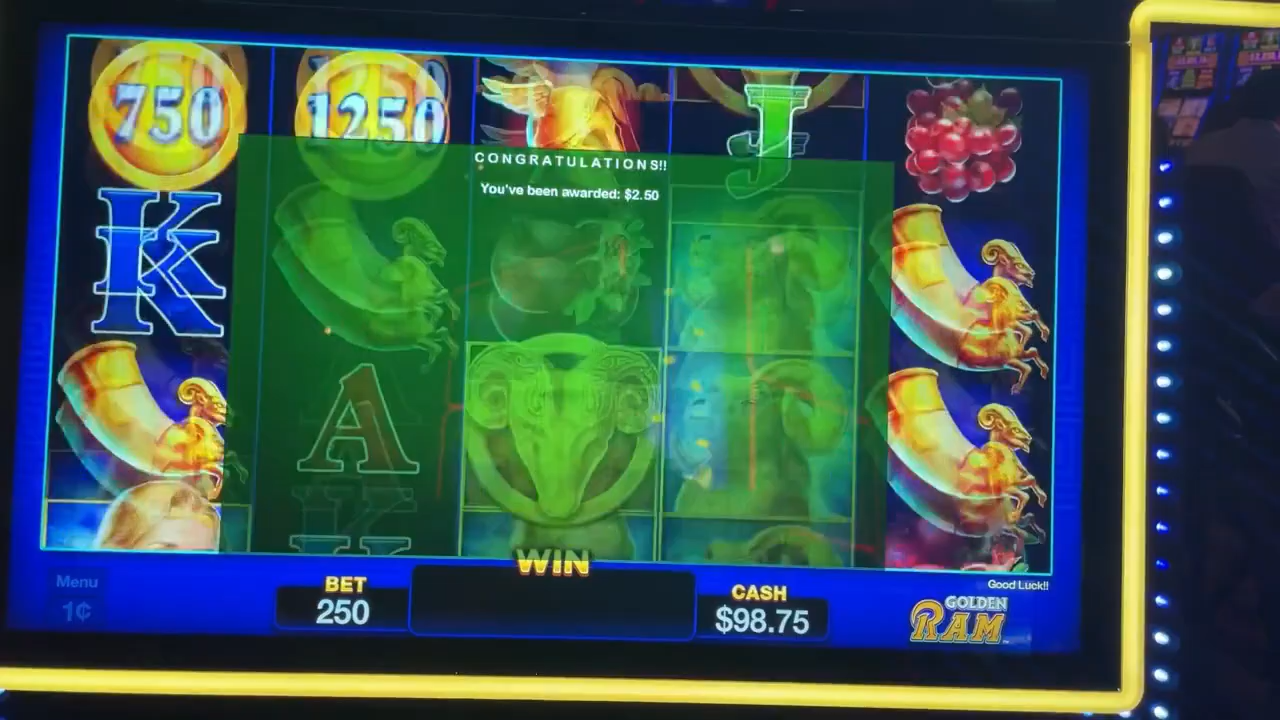 750
1250
J
CONGRATULATIONS!!
You've been awarded: $2.50
K
A
K
WIN
Menu
1¢
BET
250
CASH
$98.75
Good Luck!!
GOLDEN
RAM